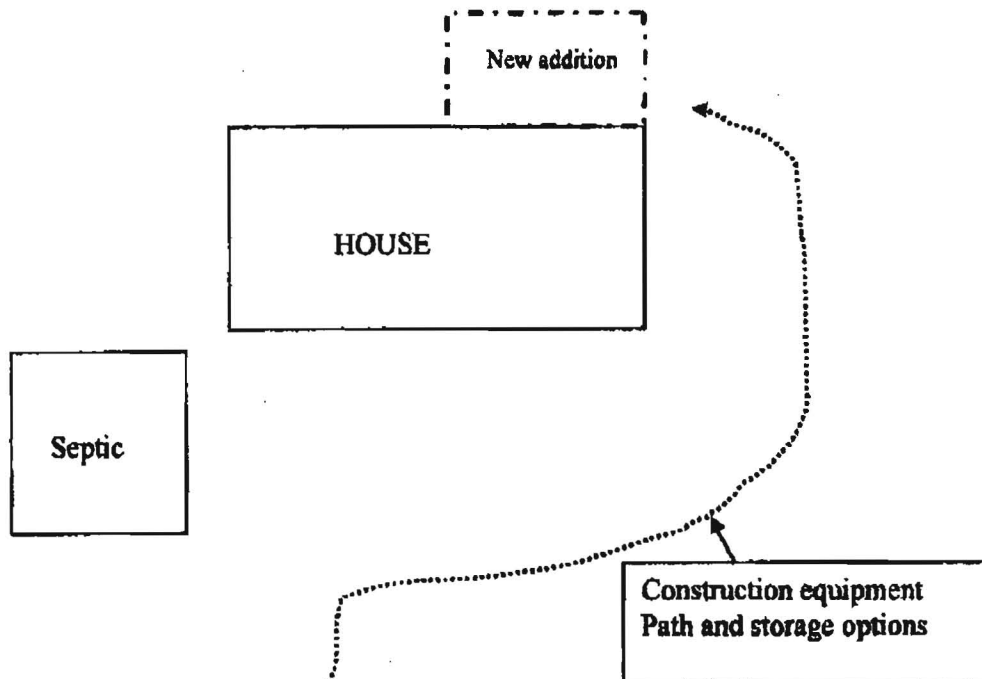 New addition
HOUSE
Septic
Construction equipment
Path and storage options